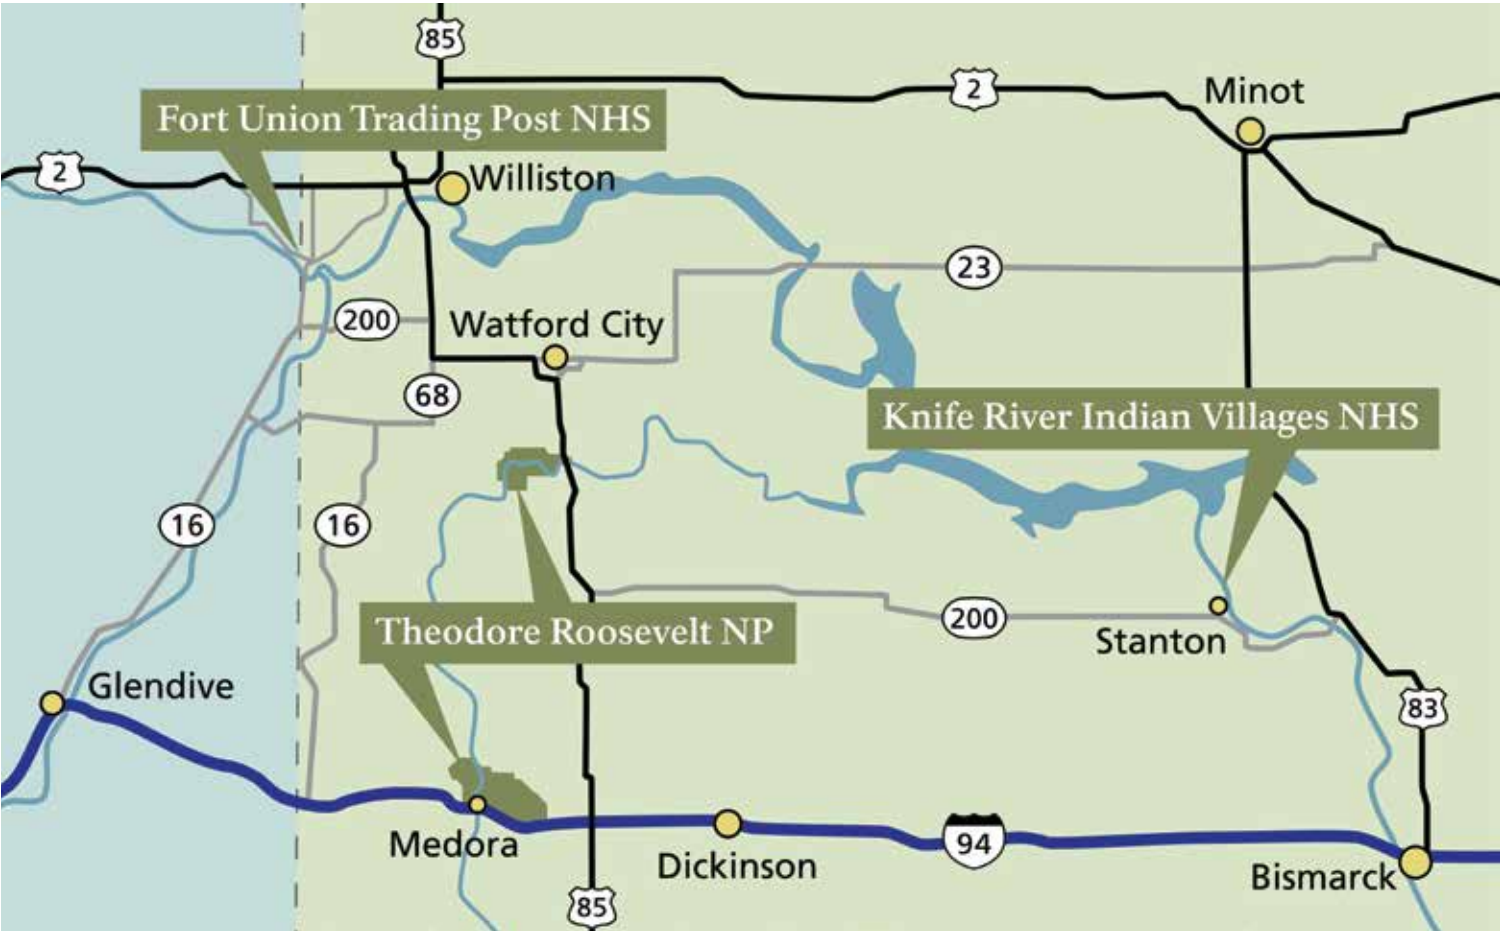 85
2
Minot
Fort Union Trading Post NHS
2
Williston
23
200
Watford City
68
Knife River Indian Villages NHS
16
16
200
Theodore Roosevelt NP
Stanton
Glendive
83
Medora
94
Dickinson
Bismarck
85